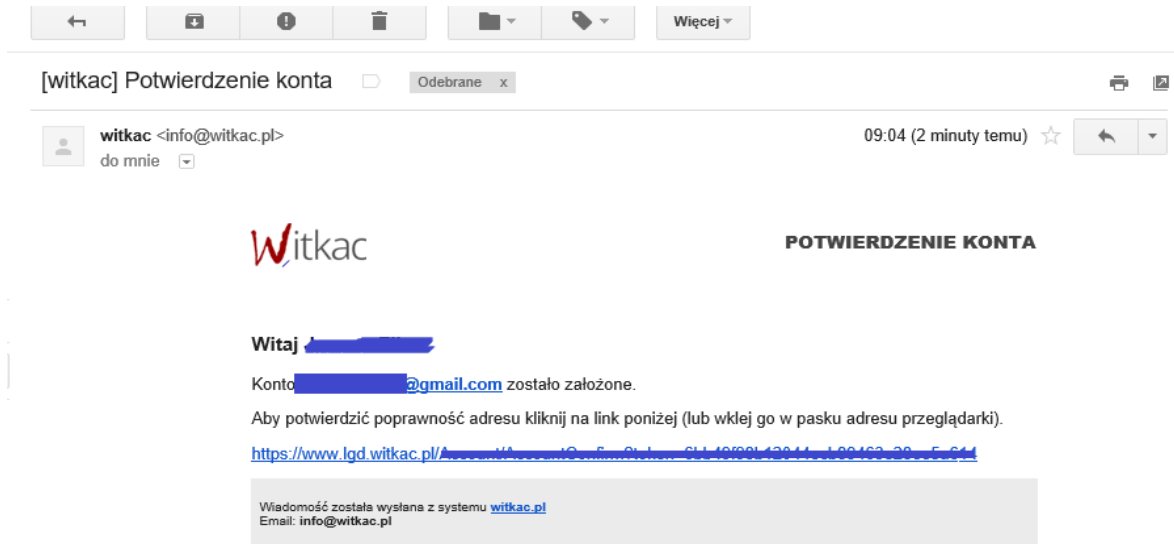 Więcej
[witkac] Potwierdzenie konta Odebrane x
witkac <info@witkac.pl> 09:04 (2 minuty temu)
do mnie
Witkac POTWIERDZENIE KONTA
Witaj
Konto @gmail.com zostało założone.
Aby potwierdzić poprawność adresu kliknij na link poniżej (lub wklej go w pasku adresu przeglądarki).
https://www.lgd.witkac.pl/
Wiadomość została wysłana z systemu witkac.pl
Email: info@witkac.pl